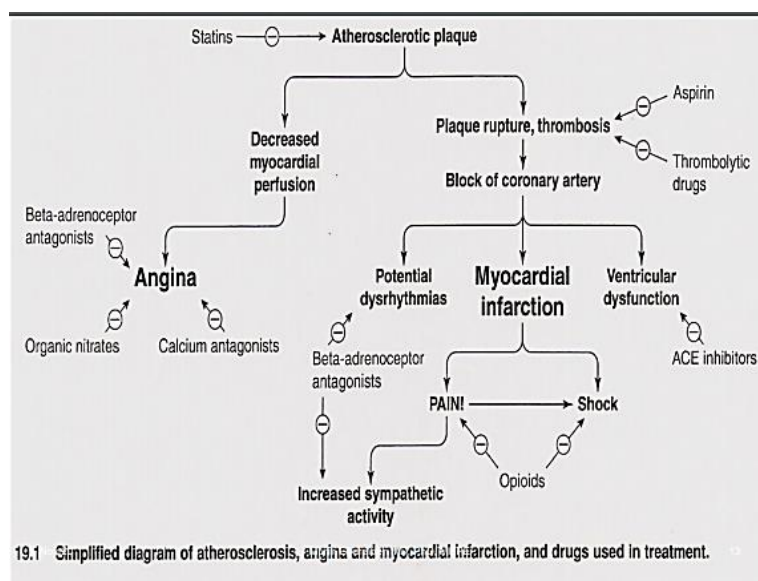 Statins
Atherosclerotic plaque
Aspirin
Plaque rupture, thrombosis
Decreased
myocardial
perfusion
Thrombolytic
drugs
Block of coronary artery
Beta-adrenoceptor
antagonists
Angina
Potential
dysrhythmias
Myocardial
infarction
Ventricular
dysfunction
Organic nitrates
Calcium antagonists
Beta-adrenoceptor
antagonists
ACE inhibitors
PAIN!
Shock
Opioids
Increased sympathetic
activity
19.1 Simplified diagram of atherosclerosis, angina and myocardial infarction, and drugs used in treatment.